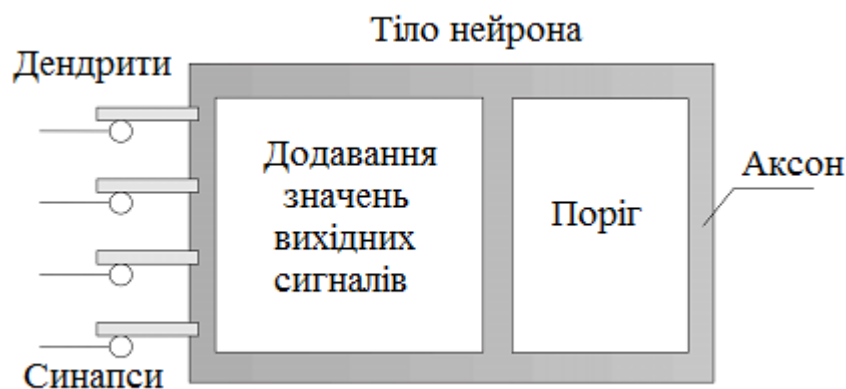 Тіло нейрона
Дендрити
Додавання
значень
вихідних
сигналів
Поріг
Аксон
Синапси